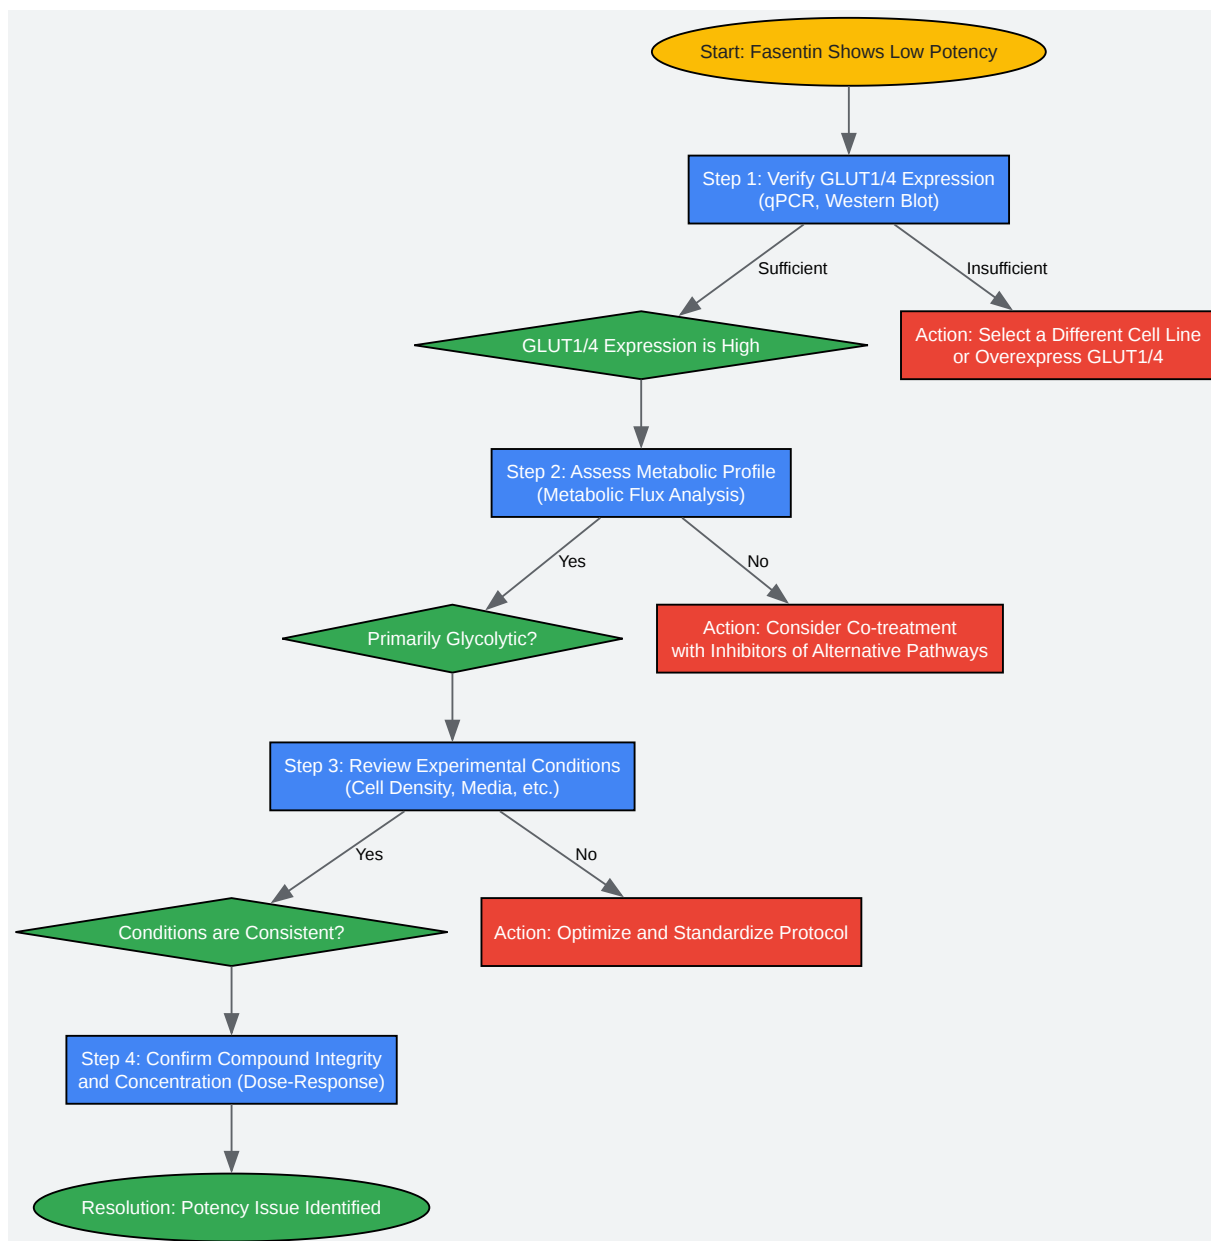 Start: Fasentin Shows Low Potency
Step 1: Verify GLUT1/4 Expression
(qPCR, Western Blot)
Sufficient
Insufficient
GLUT1/4 Expression is High
Action: Select a Different Cell Line
or Overexpress GLUT1/4
Step 2: Assess Metabolic Profile
(Metabolic Flux Analysis)
Yes
No
Primarily Glycolytic?
Action: Consider Co-treatment
with Inhibitors of Alternative Pathways
Step 3: Review Experimental Conditions
(Cell Density, Media, etc.)
Yes
No
Conditions are Consistent?
Action: Optimize and Standardize Protocol
Step 4: Confirm Compound Integrity
and Concentration (Dose-Response)
Resolution: Potency Issue Identified